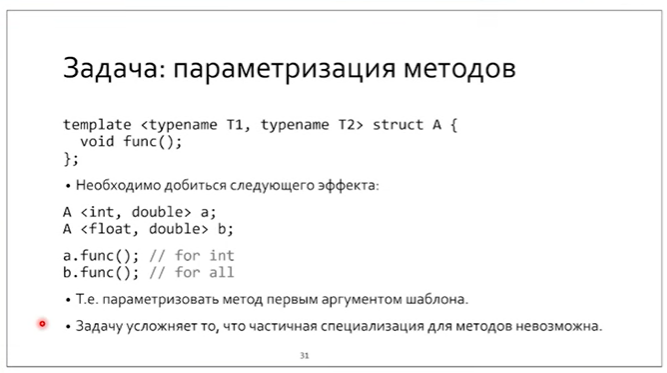 Задача: параметризация методов
template <typename T1, typename T2> struct A {
void func();
};
• Необходимо добиться следующего эффекта:
A <int, double> a;
A <float, double> b;
a.func(); // for int
b.func(); // for all
• Т.е. параметризовать метод первым аргументом шаблона.
• Задачу усложняет то, что частичная специализация для методов невозможна.
31